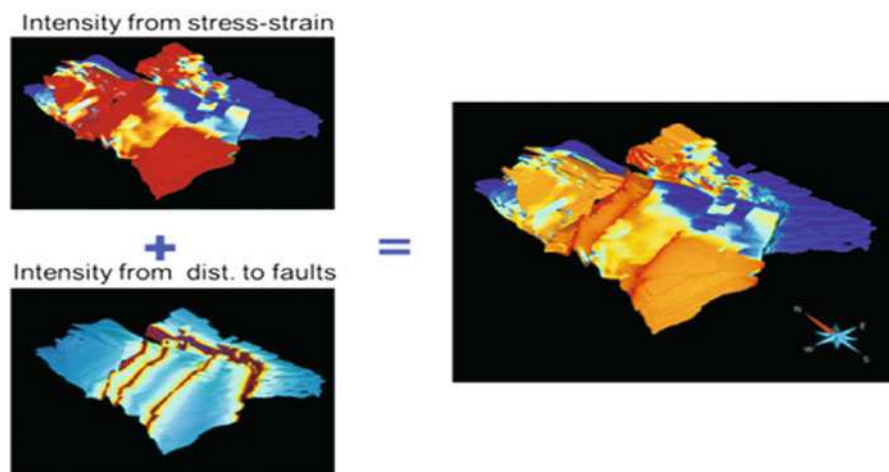 Intensity from stress-strain
+
=
Intensity from dist. to faults
N
E
W
S